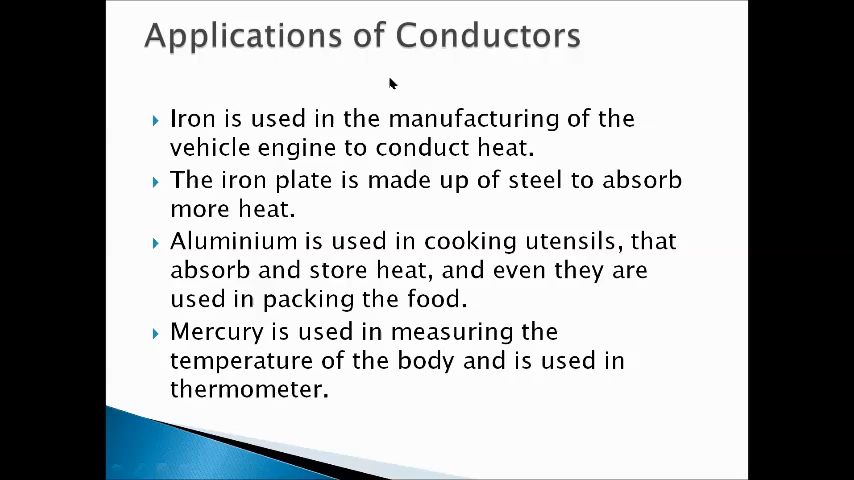 Applications of Conductors
Iron is used in the manufacturing of the
vehicle engine to conduct heat.
The iron plate is made up of steel to absorb
more heat.
Aluminium is used in cooking utensils, that
absorb and store heat, and even they are
used in packing the food.
Mercury is used in measuring the
temperature of the body and is used in
thermometer.